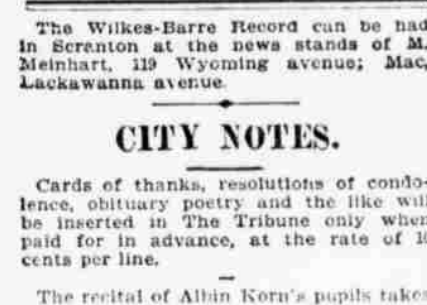 The Wilkes-Barre Record can be had
in Scranton at the news stands of M.
Meinhart, 119 Wyoming avenue; Mac,
Lackawanna avenue.
CITY NOTES.
Cards of thanks, resolutions of condo-
lence, obituary poetry and the like will
be inserted in The Tribune only when
paid for in advance, at the rate of 10
cents per line.
The recital of Albin Korn's pupils takes